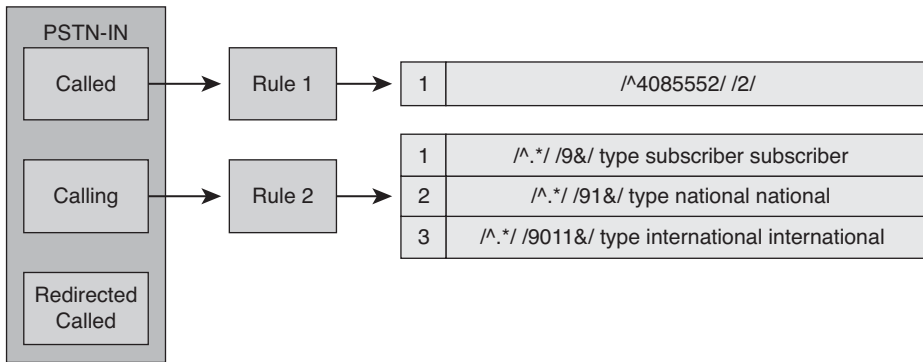 PSTN-IN
Called
Rule 1
1
/^4085552/ /2/
Calling
Rule 2
1
/^.*/ /9&/ type subscriber subscriber
2
/^.*/ /91&/ type national national
3
/^.*/ /9011&/ type international international
Redirected
Called